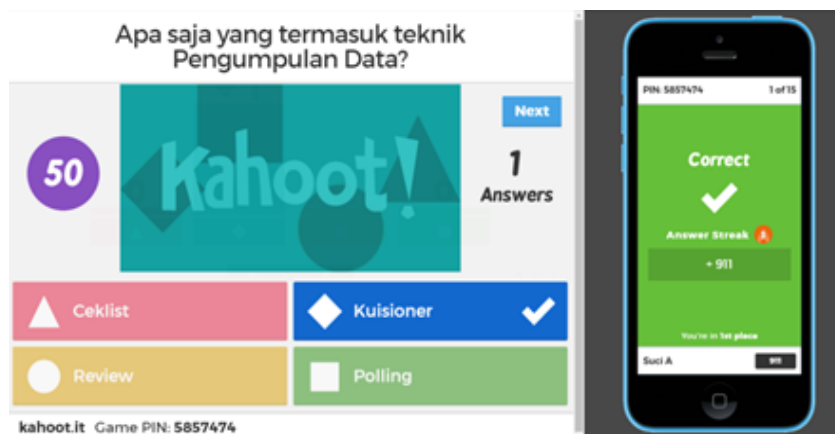 Apa saja yang termasuk teknik
Pengumpulan Data?
50
Kahoot!
Next
1
Answers
Ceklist
Kuisioner
Review
Polling
kahoot.it Game PIN: 5857474
PIN: 5857474
1 of 15
Correct
Answer Streak
+ 911
You're in 1st place
Suci A
911